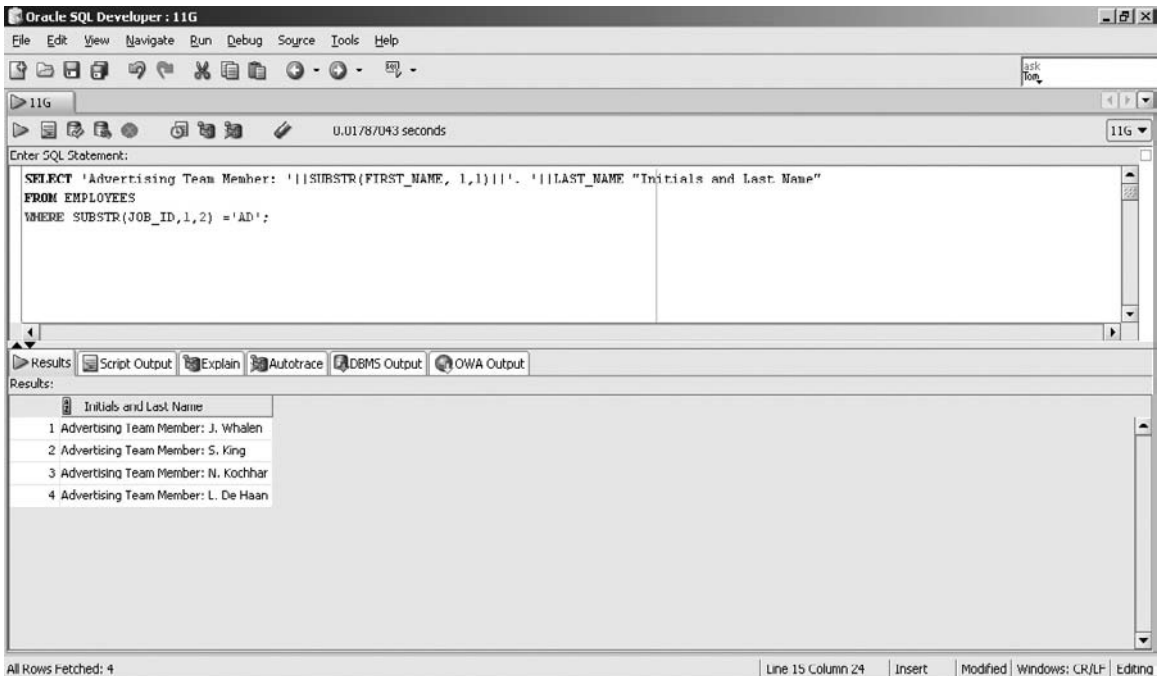 Oracle SQL Developer : 11G
File Edit View Navigate Run Debug Source Tools Help
ask
Tom
11G
0.01787043 seconds
11G
Enter SQL Statement:
SELECT 'Advertising Team Member: '||SUBSTR(FIRST_NAME, 1,1)||'. '||LAST_NAME "Initials and Last Name"
FROM EMPLOYEES
WHERE SUBSTR(JOB_ID,1,2) ='AD';
Results Script Output Explain Autotrace DBMS Output OWA Output
Results:
Initials and Last Name
1 Advertising Team Member: J. Whalen
2 Advertising Team Member: S. King
3 Advertising Team Member: N. Kochhar
4 Advertising Team Member: L. De Haan
All Rows Fetched: 4 Line 15 Column 24 Insert Modified Windows: CR/LF Editing